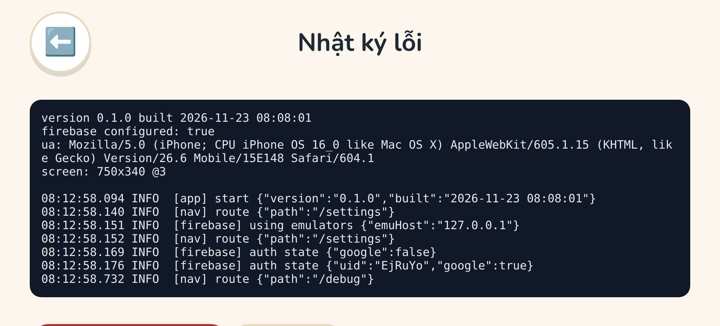 Nhật ký lỗi
version 0.1.0 built 2026-11-23 08:08:01
firebase configured: true
ua: Mozilla/5.0 (iPhone; CPU iPhone OS 16_0 like Mac OS X) AppleWebKit/605.1.15 (KHTML, lik
e Gecko) Version/26.6 Mobile/15E148 Safari/604.1
screen: 750x340 @3
08:12:58.094 INFO  [app] start {"version":"0.1.0","built":"2026-11-23 08:08:01"}
08:12:58.140 INFO  [nav] route {"path":"/settings"}
08:12:58.151 INFO  [firebase] using emulators {"emuHost":"127.0.0.1"}
08:12:58.152 INFO  [nav] route {"path":"/settings"}
08:12:58.169 INFO  [firebase] auth state {"google":false}
08:12:58.176 INFO  [firebase] auth state {"uid":"EjRuYo","google":true}
08:12:58.732 INFO  [nav] route {"path":"/debug"}